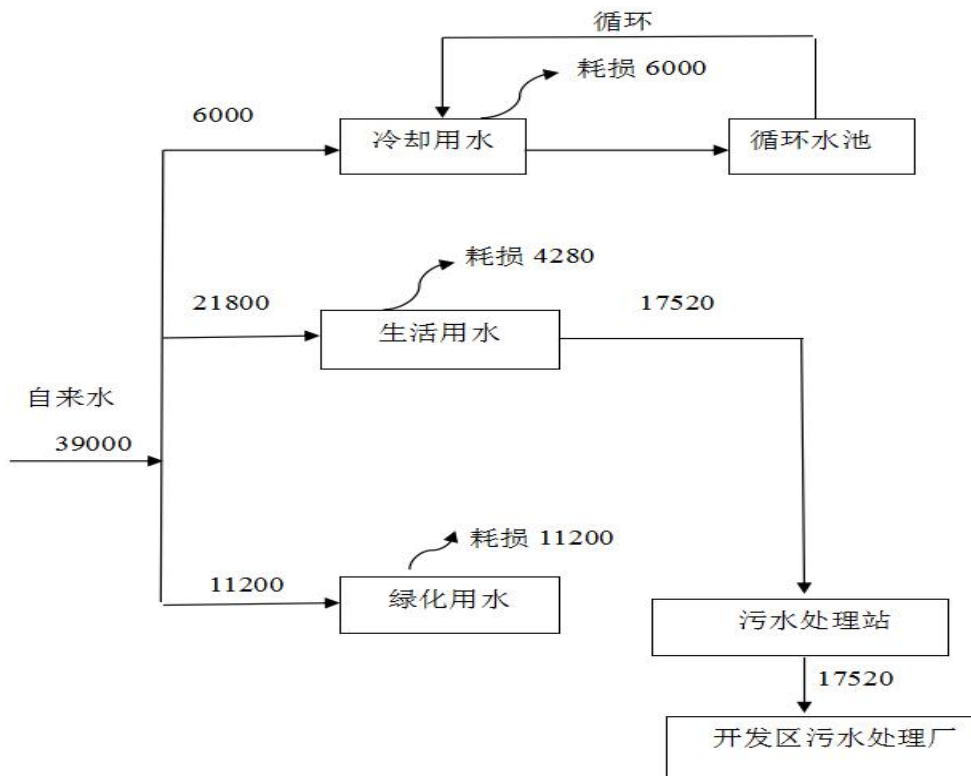 循环
耗损 6000
6000
冷却用水
循环水池
耗损 4280
21800
17520
生活用水
自来水
39000
耗损 11200
11200
绿化用水
污水处理站
17520
开发区污水处理厂